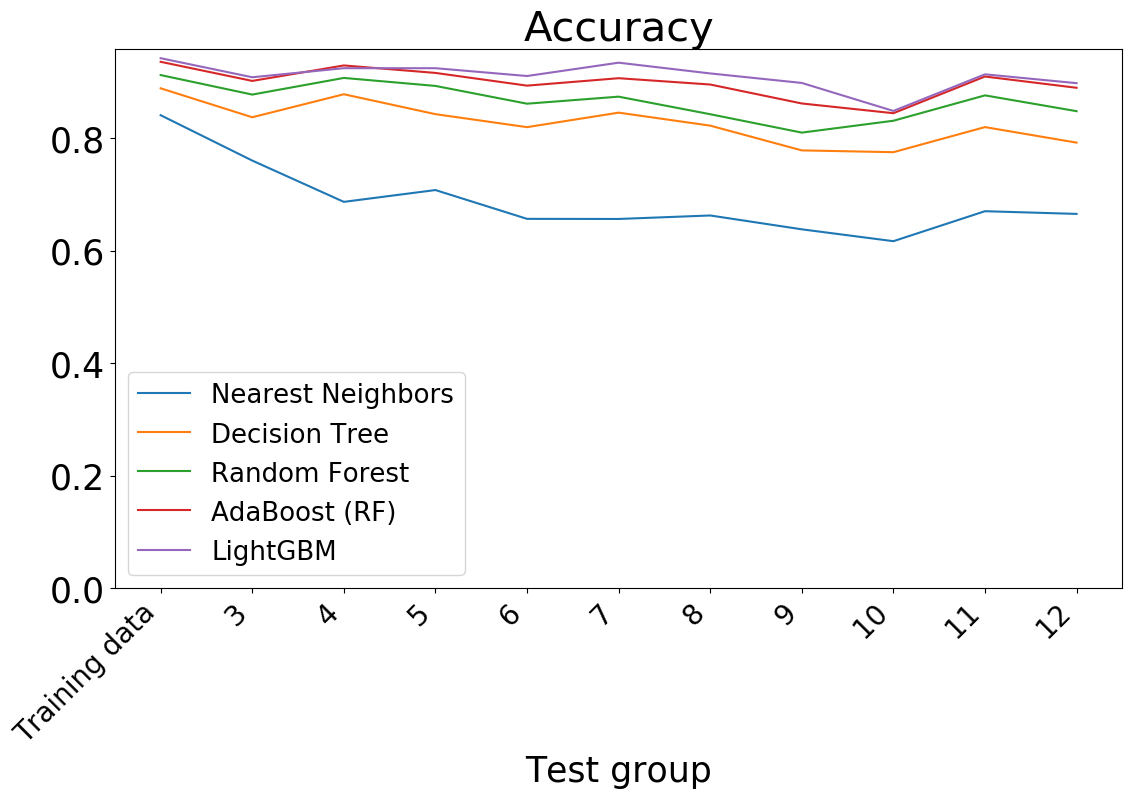 Accuracy
0.8
0.6
0.4
0.2
0.0
Nearest Neighbors
Decision Tree
Random Forest
AdaBoost (RF)
LightGBM
Training data
3
4
5
6
7
8
9
10
11
12
Test group